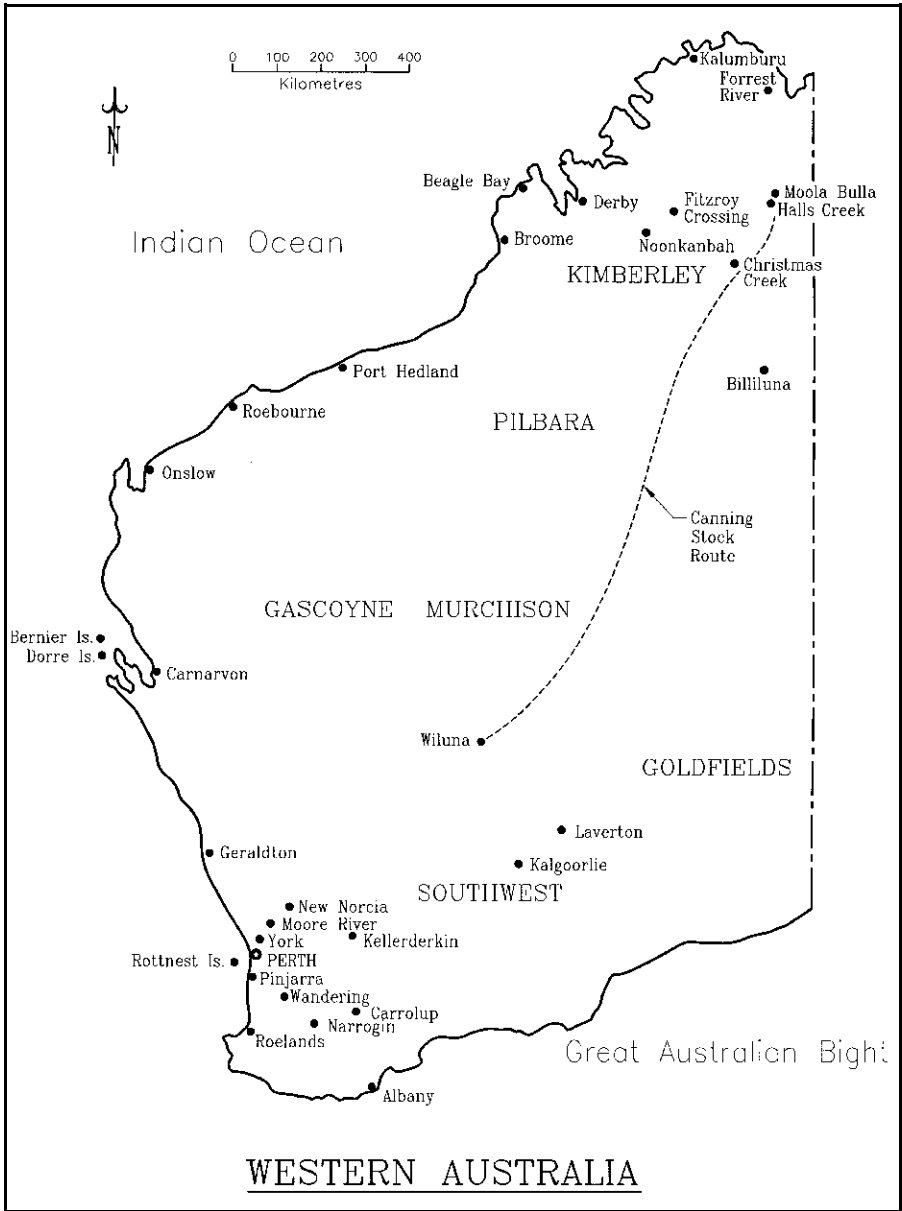 0 100 200 300 400
Kilometres
N
Kalumburu
Forrest
River
Beagle Bay
Derby
Fitzroy
Crossing
Moola Bulla
Halls Creek
Indian Ocean
Broome
Noonkanbah
KIMBERLEY
Christmas
Creek
Port Hedland
Billiluna
Roebourne
PILBARA
Onslow
Canning
Stock
Route
GASCOYNE MURCHISON
Bernier Is.
Dorre Is.
Carnarvon
Wiluna
GOLDFIELDS
Laverton
Geraldton
Kalgoorlie
SOUTHWEST
New Norcia
Moore River
York
Kellerderkin
Rottnest Is.
PERTH
Pinjarra
Wandering
Carrolup
Narrogin
Roelands
Great Australian Bight
Albany
WESTERN AUSTRALIA